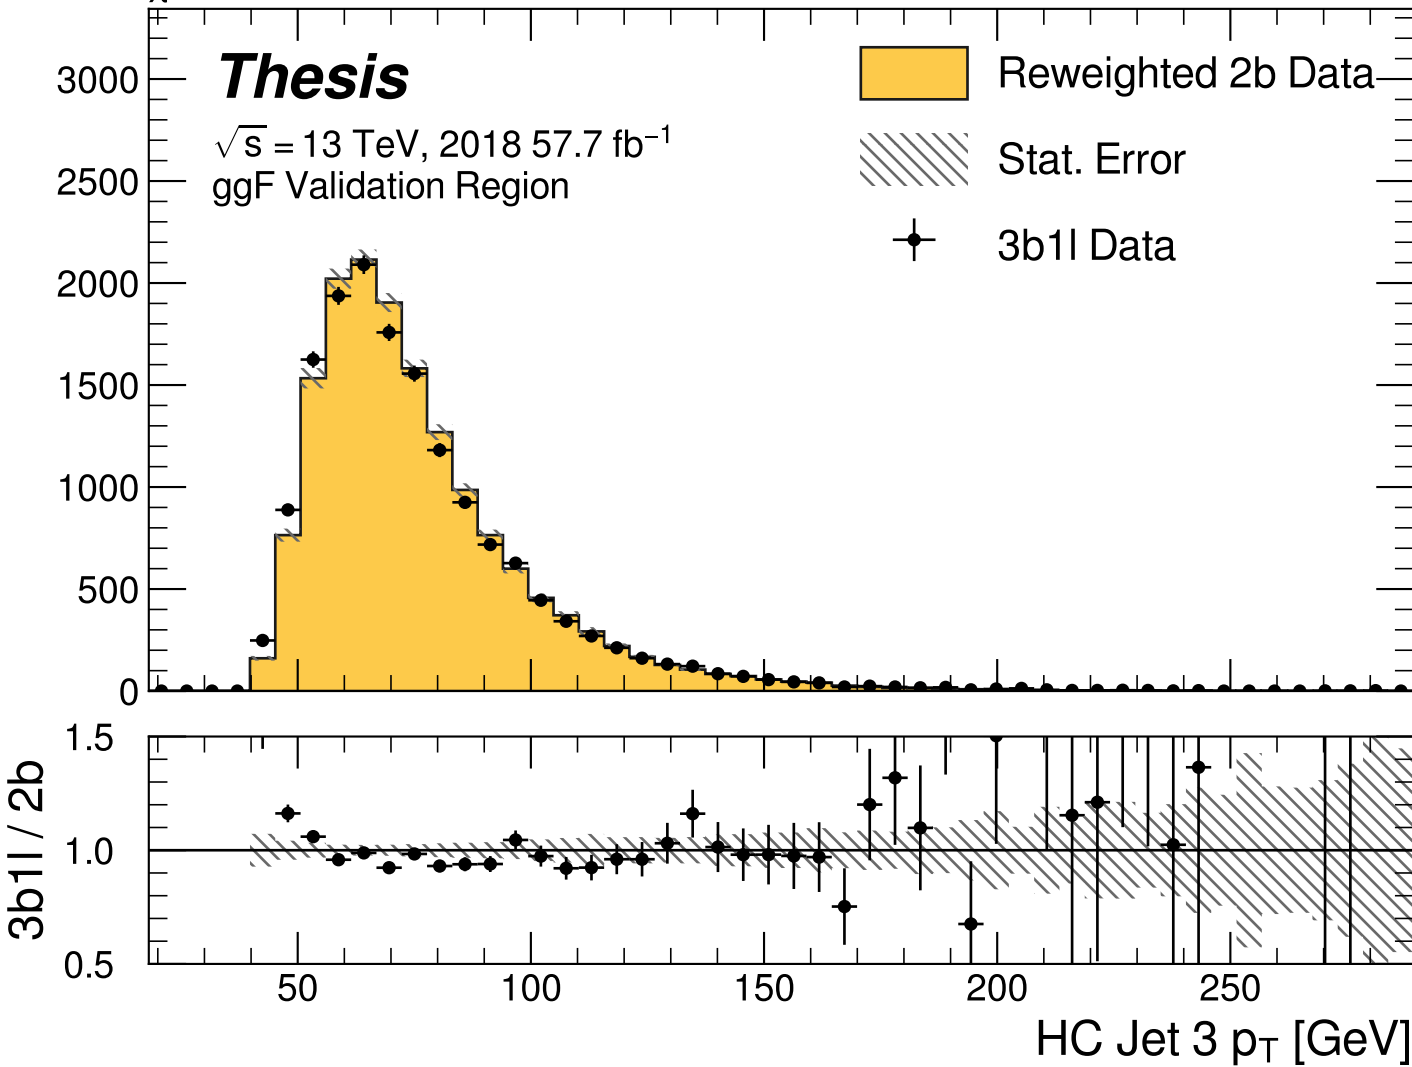 3000
2500
2000
1500
1000
500
0
Thesis
√s = 13 TeV, 2018 57.7 fb⁻¹
ggF Validation Region
Reweighted 2b Data
Stat. Error
3b1l Data
1.5
1.0
0.5
3b1l / 2b
50 100 150 200 250
HC Jet 3 p_T [GeV]